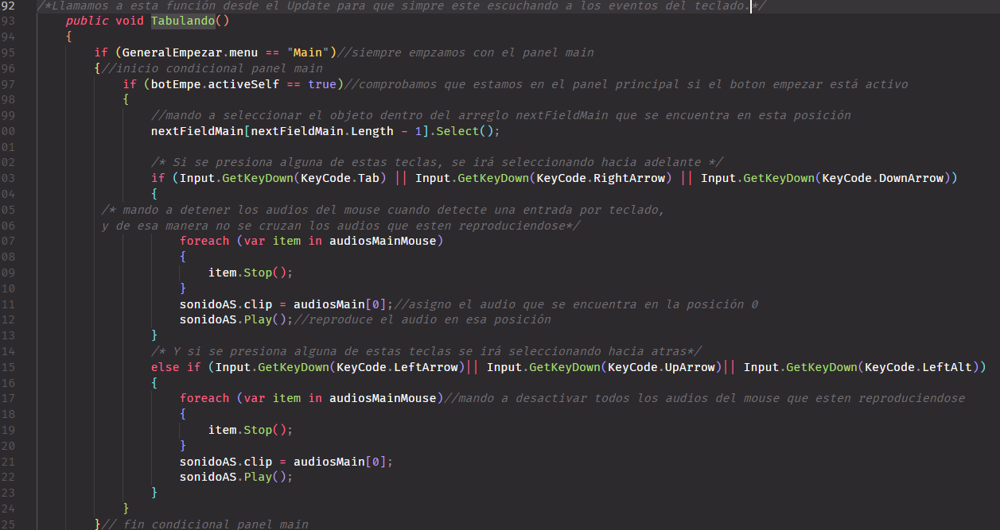 92 /*Llamamos a esta función desde el Update para que simpre este escuchando a los eventos del teclado.*/
93 public void Tabulando()
94 {
95 if (GeneralEmpezar.menu == "Main")//siempre empzamos con el panel main
96 {//inicio condicional panel main
97 if (botEmpe.activeSelf == true)//comprobamos que estamos en el panel principal si el boton empezar está activo
98 {
99 //mando a seleccionar el objeto dentro del arreglo nextFieldMain que se encuentra en esta posición
00 nextFieldMain[nextFieldMain.Length - 1].Select();
01
02 /* Si se presiona alguna de estas teclas, se irá seleccionando hacia adelante */
03 if (Input.GetKeyDown(KeyCode.Tab) || Input.GetKeyDown(KeyCode.RightArrow) || Input.GetKeyDown(KeyCode.DownArrow))
04 {
05 /* mando a detener los audios del mouse cuando detecte una entrada por teclado,
06 y de esa manera no se cruzan los audios que esten reproduciendose*/
07 foreach (var item in audiosMainMouse)
08 {
09 item.Stop();
10 }
11 sonidoAS.clip = audiosMain[0];//asigno el audio que se encuentra en la posición 0
12 sonidoAS.Play();//reproduce el audio en esa posición
13 }
14 /* Y si se presiona alguna de estas teclas se irá seleccionando hacia atras*/
15 else if (Input.GetKeyDown(KeyCode.LeftArrow)|| Input.GetKeyDown(KeyCode.UpArrow)|| Input.GetKeyDown(KeyCode.LeftAlt))
16 {
17 foreach (var item in audiosMainMouse)//mando a desactivar todos los audios del mouse que esten reproduciendose
18 {
19 item.Stop();
20 }
21 sonidoAS.clip = audiosMain[0];
22 sonidoAS.Play();
23 }
24 }
25 }// fin condicional panel main